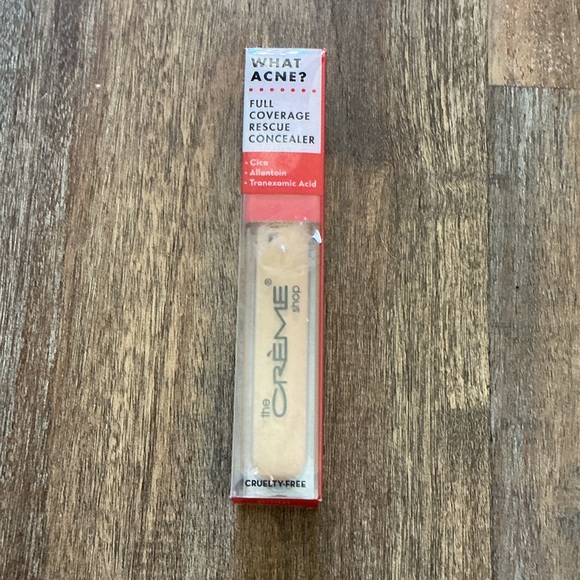 WHAT
ACNE?
FULL
COVERAGE
RESCUE
CONCEALER
• Cica
• Allantoin
• Tranexamic Acid
the CRÈME® shop
CRUELTY-FREE